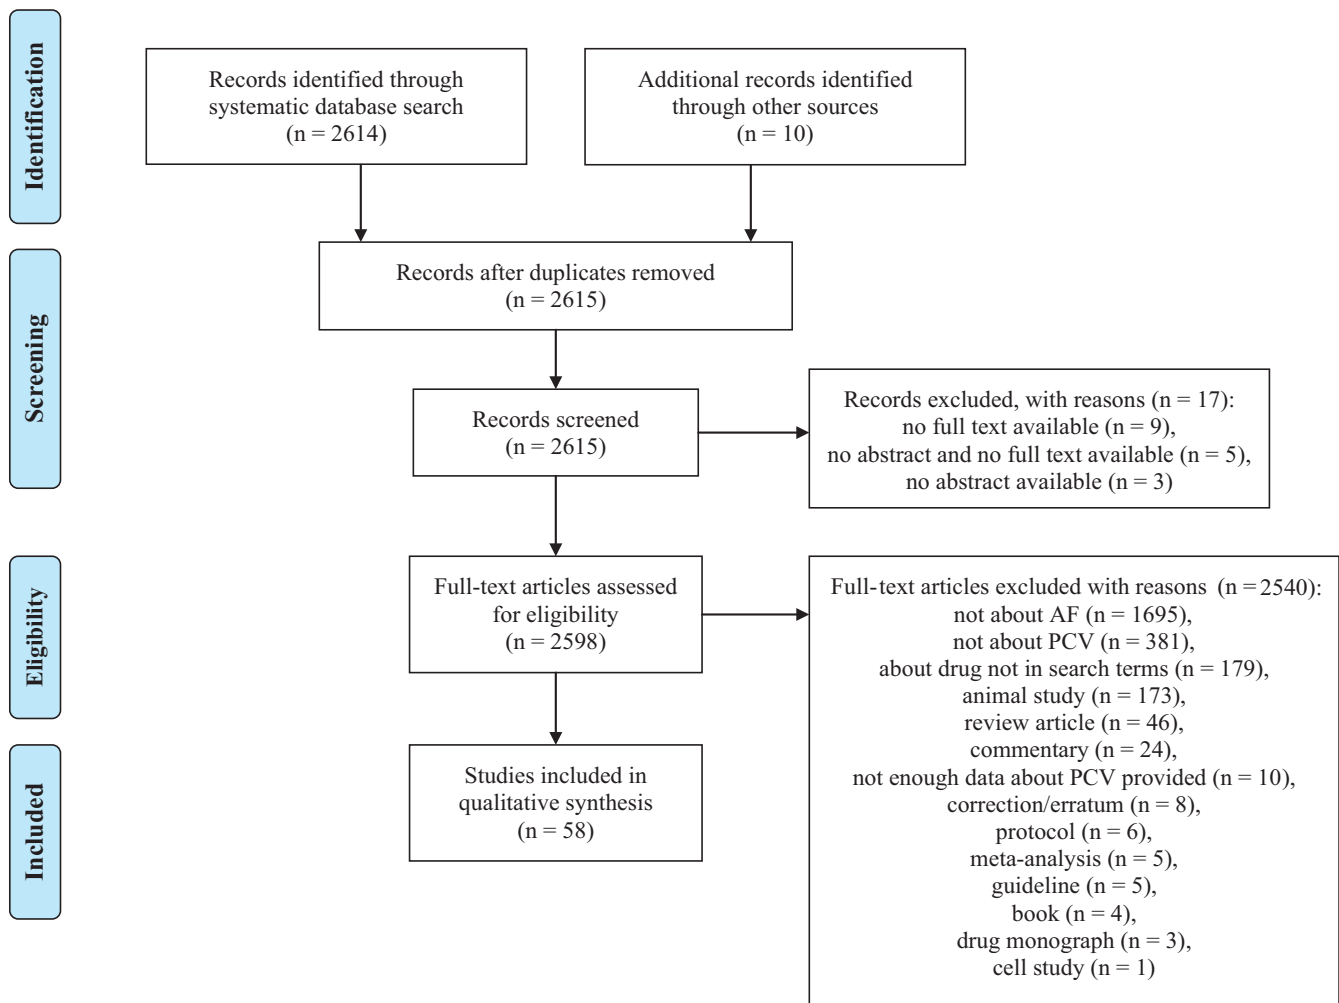 Identification
Records identified through
systematic database search
(n = 2614)
Additional records identified
through other sources
(n = 10)
Screening
Records after duplicates removed
(n = 2615)
Records screened
(n = 2615)
Records excluded, with reasons (n = 17):
no full text available (n = 9),
no abstract and no full text available (n = 5),
no abstract available (n = 3)
Eligibility
Full-text articles assessed
for eligibility
(n = 2598)
Full-text articles excluded with reasons (n = 2540):
not about AF (n = 1695),
not about PCV (n = 381),
about drug not in search terms (n = 179),
animal study (n = 173),
review article (n = 46),
commentary (n = 24),
not enough data about PCV provided (n = 10),
correction/erratum (n = 8),
protocol (n = 6),
meta-analysis (n = 5),
guideline (n = 5),
book (n = 4),
drug monograph (n = 3),
cell study (n = 1)
Included
Studies included in
qualitative synthesis
(n = 58)